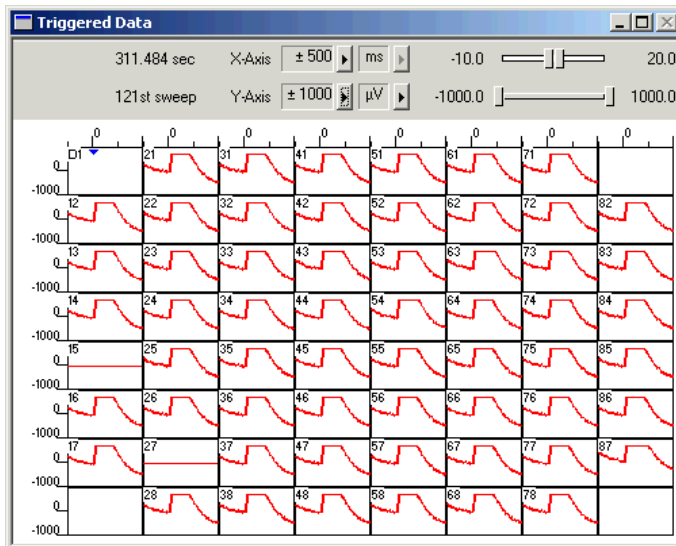 Triggered Data
311.484 sec X-Axis ± 500 ms -10.0 20.0
121st sweep Y-Axis ± 1000 µV -1000.0 1000.0
0 0 0 0 0 0 0 0
0 -1000 D1 21 31 41 51 61 71
0 -1000 12 22 32 42 52 62 72 82
0 -1000 13 23 33 43 53 63 73 83
0 -1000 14 24 34 44 54 64 74 84
0 -1000 15 25 35 45 55 65 75 85
0 -1000 16 26 36 46 56 66 76 86
0 -1000 17 27 37 47 57 67 77 87
0 -1000 28 38 48 58 68 78